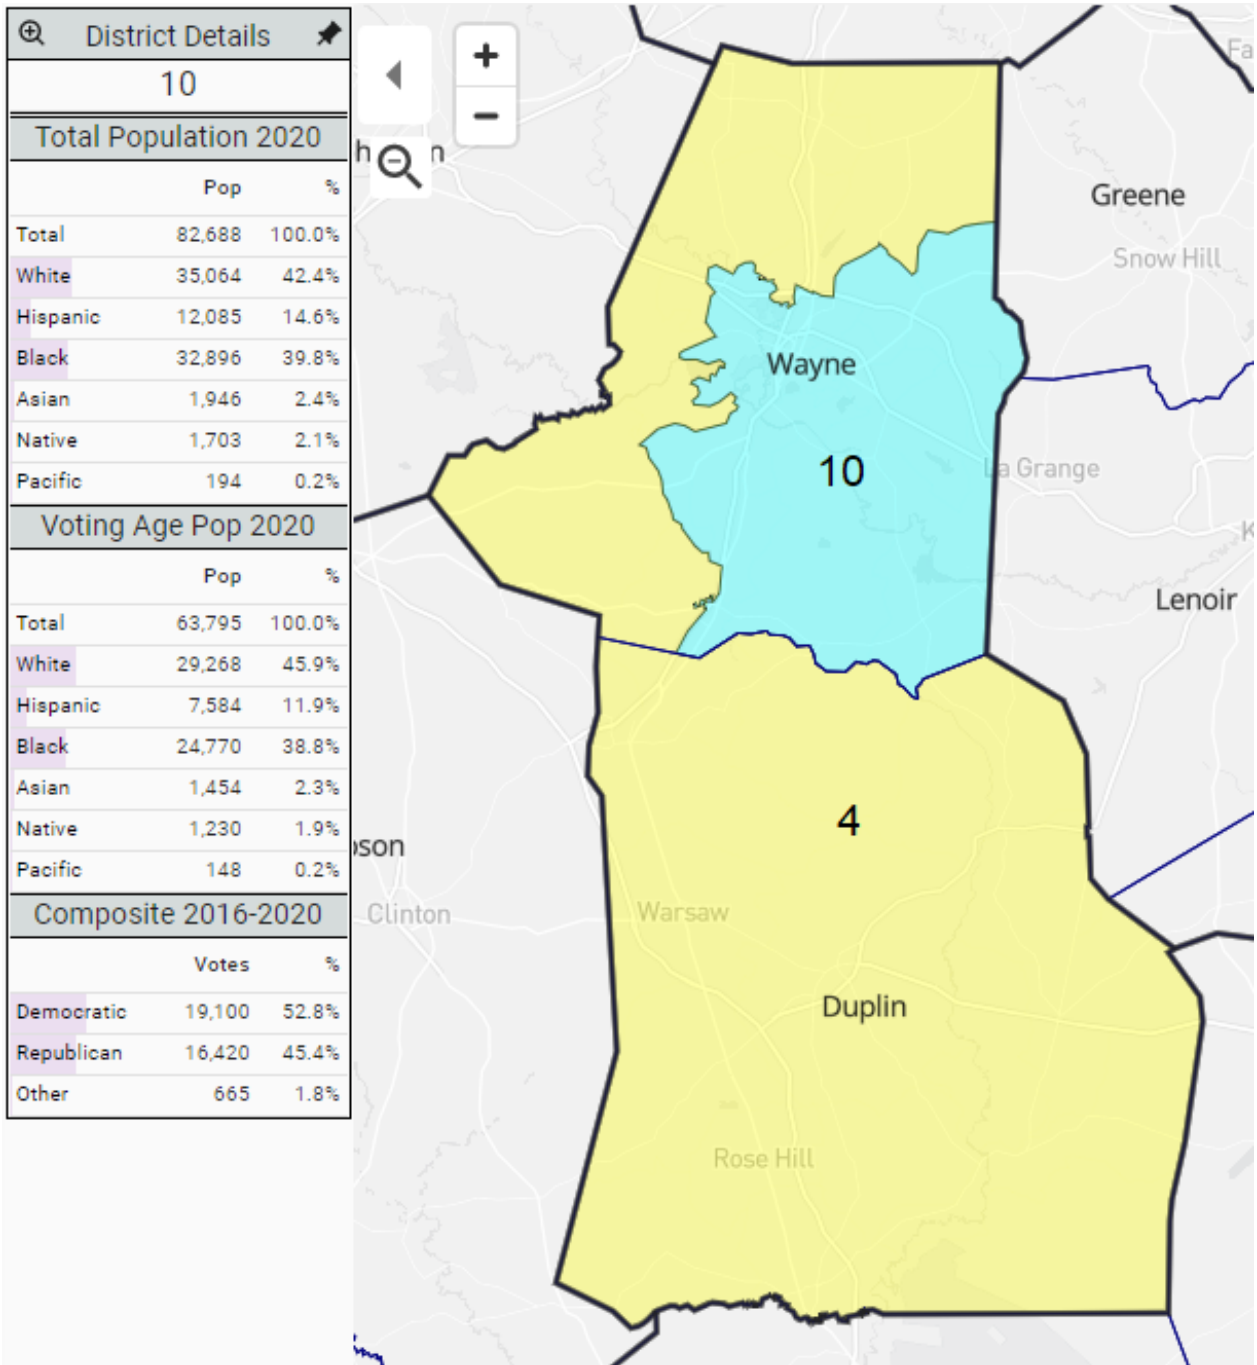 District Details
10
Total Population 2020
Pop %
Total 82,688 100.0%
White 35,064 42.4%
Hispanic 12,085 14.6%
Black 32,896 39.8%
Asian 1,946 2.4%
Native 1,703 2.1%
Pacific 194 0.2%
Voting Age Pop 2020
Pop %
Total 63,795 100.0%
White 29,268 45.9%
Hispanic 7,584 11.9%
Black 24,770 38.8%
Asian 1,454 2.3%
Native 1,230 1.9%
Pacific 148 0.2%
Composite 2016-2020
Votes %
Democratic 19,100 52.8%
Republican 16,420 45.4%
Other 665 1.8%
+
−
Fa
Greene
Snow Hill
Wayne
10
La Grange
K
Lenoir
4
Clinton
Warsaw
Duplin
Rose Hill